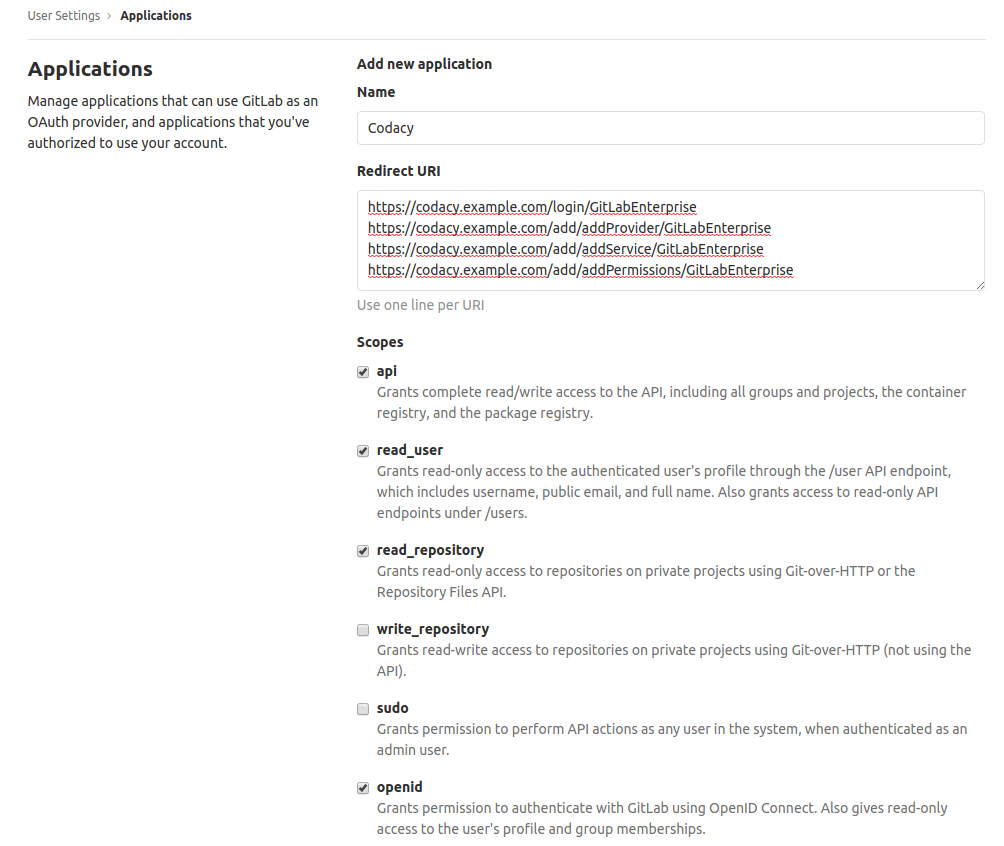 User Settings › Applications
Applications
Manage applications that can use GitLab as an
OAuth provider, and applications that you've
authorized to use your account.
Add new application
Name
Codacy
Redirect URI
https://codacy.example.com/login/GitLabEnterprise
https://codacy.example.com/add/addProvider/GitLabEnterprise
https://codacy.example.com/add/addService/GitLabEnterprise
https://codacy.example.com/add/addPermissions/GitLabEnterprise
Use one line per URI
Scopes
api
Grants complete read/write access to the API, including all groups and projects, the container
registry, and the package registry.
read_user
Grants read-only access to the authenticated user's profile through the /user API endpoint,
which includes username, public email, and full name. Also grants access to read-only API
endpoints under /users.
read_repository
Grants read-only access to repositories on private projects using Git-over-HTTP or the
Repository Files API.
write_repository
Grants read-write access to repositories on private projects using Git-over-HTTP (not using the
API).
sudo
Grants permission to perform API actions as any user in the system, when authenticated as an
admin user.
openid
Grants permission to authenticate with GitLab using OpenID Connect. Also gives read-only
access to the user's profile and group memberships.